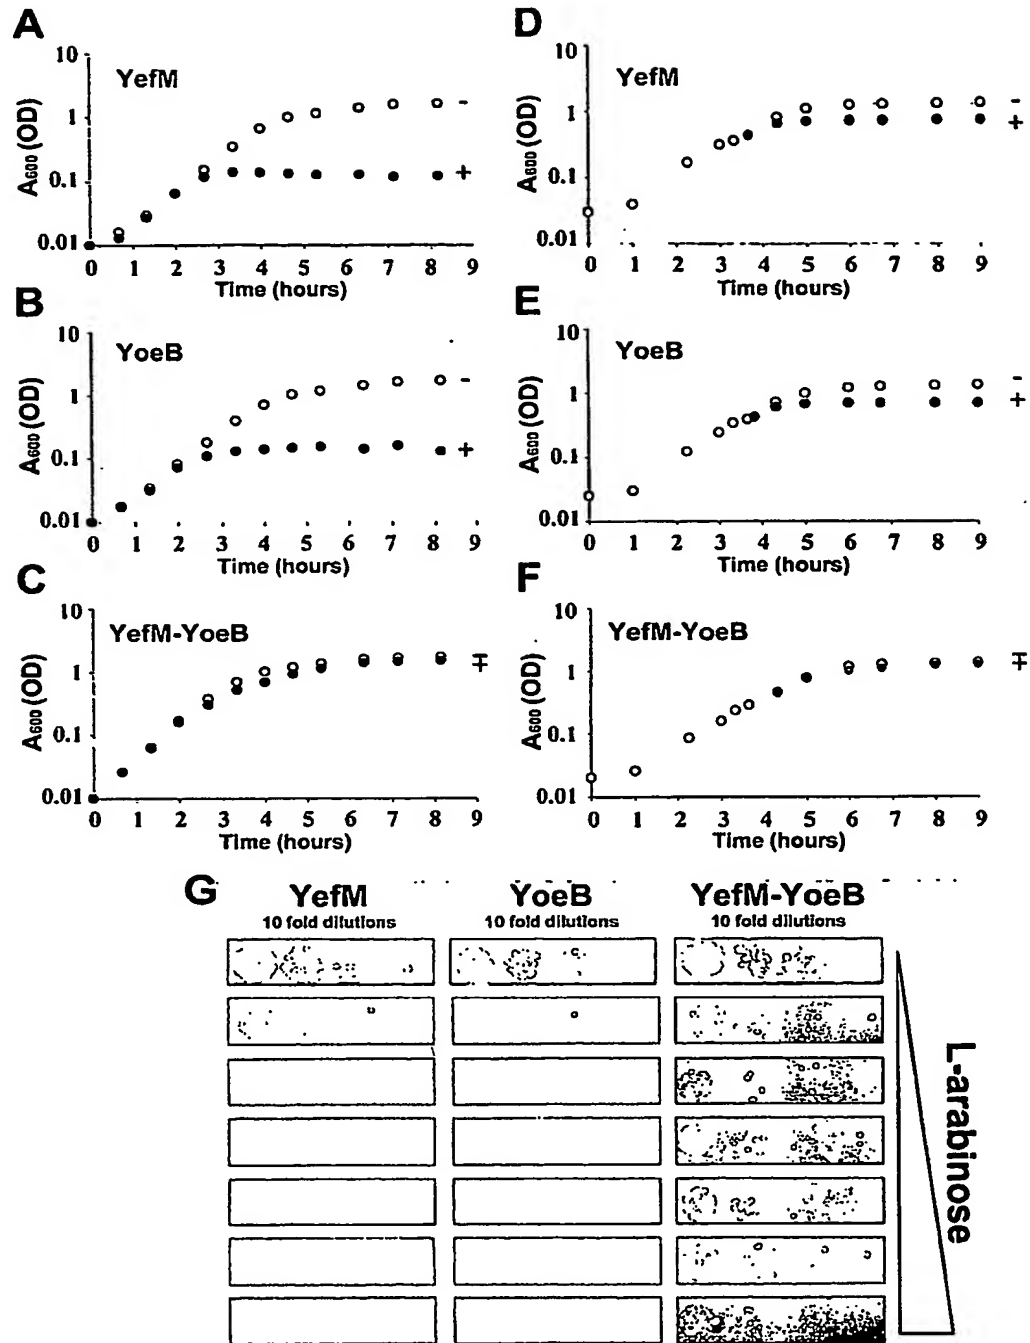 A
YefM
10
1
0.1
0.01
A600 (OD)
-
+
0 1 2 3 4 5 6 7 8 9
Time (hours)
D
YefM
10
1
0.1
0.01
A600 (OD)
-
+
0 1 2 3 4 5 6 7 8 9
Time (hours)
B
YoeB
10
1
0.1
0.01
A600 (OD)
-
+
0 1 2 3 4 5 6 7 8 9
Time (hours)
E
YoeB
10
1
0.1
0.01
A600 (OD)
-
+
0 1 2 3 4 5 6 7 8 9
Time (hours)
C
YefM-YoeB
10
1
0.1
0.01
A600 (OD)
-
+
0 1 2 3 4 5 6 7 8 9
Time (hours)
F
YefM-YoeB
10
1
0.1
0.01
A600 (OD)
-
+
0 1 2 3 4 5 6 7 8 9
Time (hours)
G
YefM
10 fold dilutions
YoeB
10 fold dilutions
YefM-YoeB
10 fold dilutions
L-arabinose